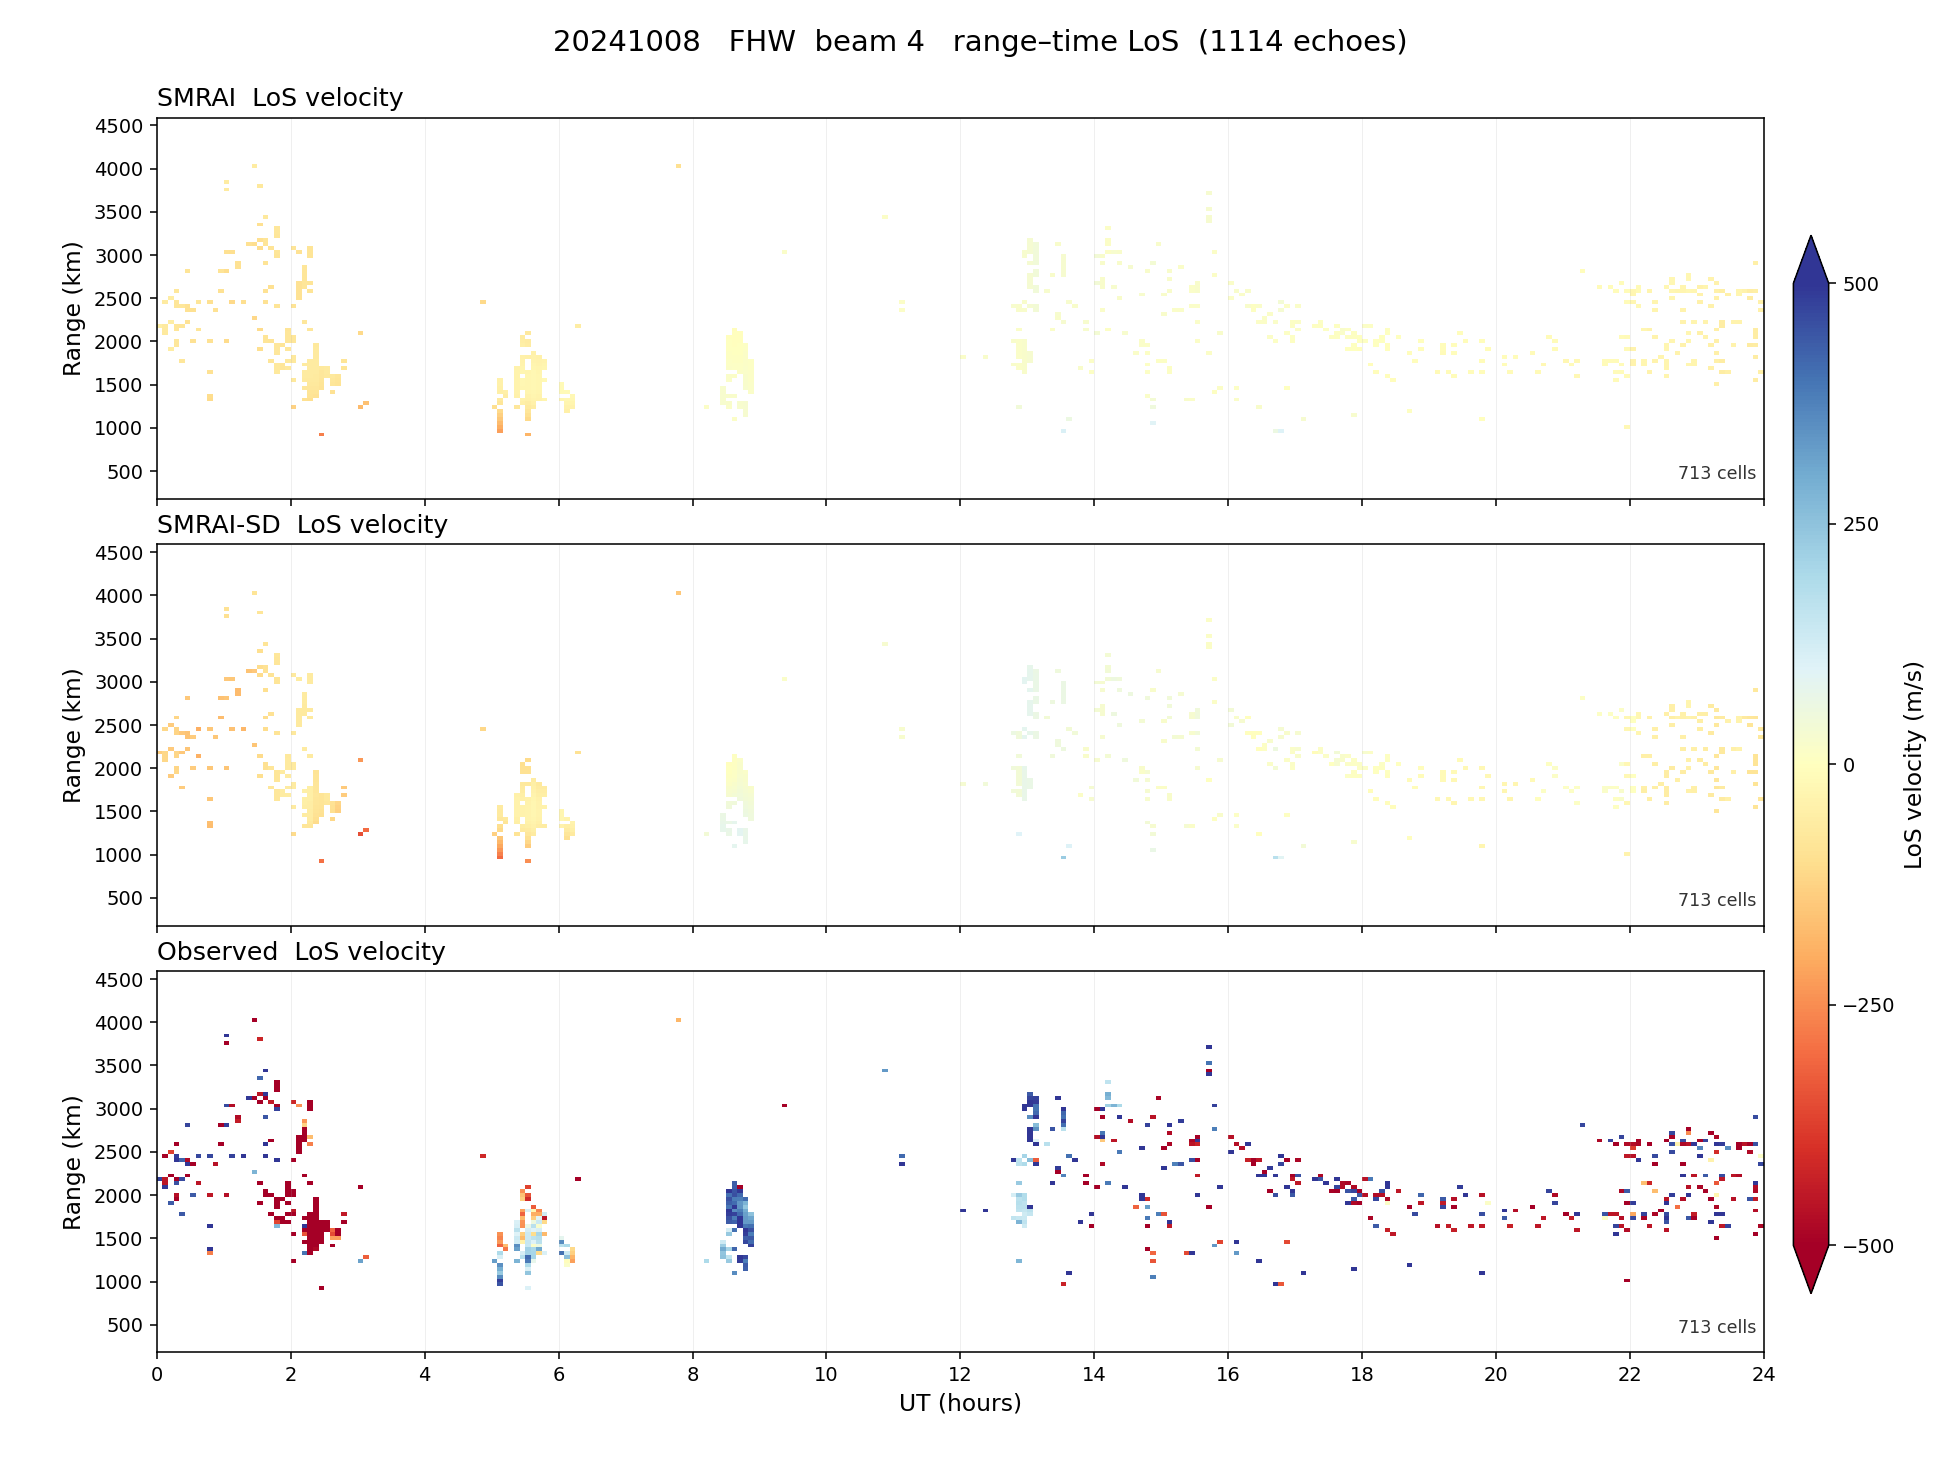 20241008   FHW  beam 4   range–time LoS  (1114 echoes)
SMRAI  LoS velocity
4500
4000
3500
3000
2500
2000
1500
1000
500
Range (km)
713 cells
SMRAI-SD  LoS velocity
4500
4000
3500
3000
2500
2000
1500
1000
500
Range (km)
713 cells
Observed  LoS velocity
4500
4000
3500
3000
2500
2000
1500
1000
500
Range (km)
713 cells
0 2 4 6 8 10 12 14 16 18 20 22 24
UT (hours)
500
250
0
−250
−500
LoS velocity (m/s)